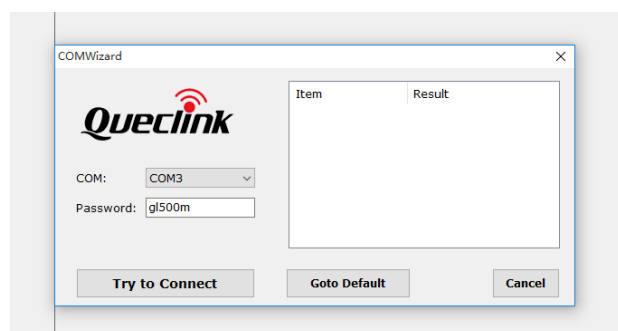 COMWizard
Queclink
Item Result
COM: COM3
Password: gl500m
Try to Connect Goto Default Cancel